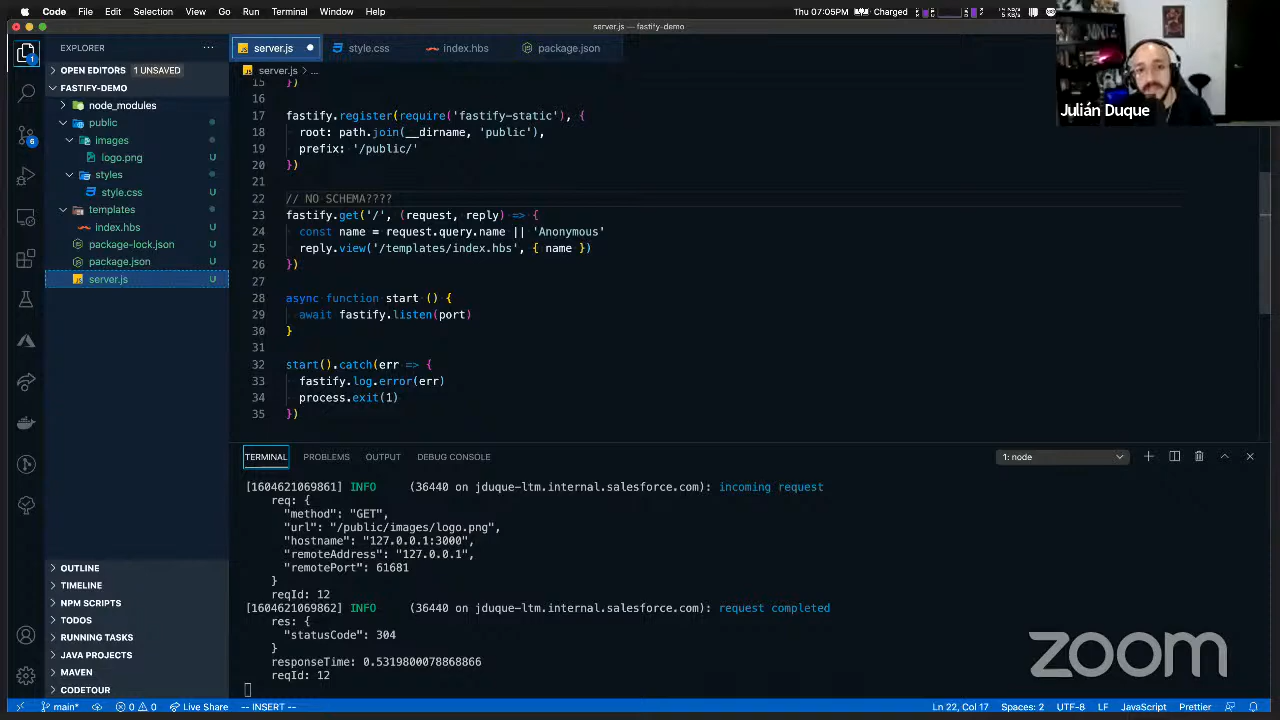 Code File Edit Selection View Go Run Terminal Window Help
Thu 07:05PM Charged
server.js — fastify-demo
EXPLORER
server.js style.css index.hbs package.json
OPEN EDITORS 1 UNSAVED
server.js > ...
FASTIFY-DEMO
node_modules
public
images
logo.png U
styles
style.css U
templates
index.hbs U
package-lock.json U
package.json U
server.js U
OUTLINE
TIMELINE
NPM SCRIPTS
TODOS
RUNNING TASKS
JAVA PROJECTS
MAVEN
CODETOUR
15 })
16
17 fastify.register(require('fastify-static'), {
18 root: path.join(__dirname, 'public'),
19 prefix: '/public/'
20 })
21
22 // NO SCHEMA????
23 fastify.get('/', (request, reply) => {
24 const name = request.query.name || 'Anonymous'
25 reply.view('/templates/index.hbs', { name })
26 })
27
28 async function start () {
29 await fastify.listen(port)
30 }
31
32 start().catch(err => {
33 fastify.log.error(err)
34 process.exit(1)
35 })
Julián Duque
TERMINAL PROBLEMS OUTPUT DEBUG CONSOLE 1: node
[1604621069861] INFO (36440 on jduque-ltm.internal.salesforce.com): incoming request
req: {
"method": "GET",
"url": "/public/images/logo.png",
"hostname": "127.0.0.1:3000",
"remoteAddress": "127.0.0.1",
"remotePort": 61681
}
reqId: 12
[1604621069862] INFO (36440 on jduque-ltm.internal.salesforce.com): request completed
res: {
"statusCode": 304
}
responseTime: 0.5319800078868866
reqId: 12
zoom
main* 0 0 Live Share -- INSERT -- Ln 22, Col 17 Spaces: 2 UTF-8 LF JavaScript Prettier